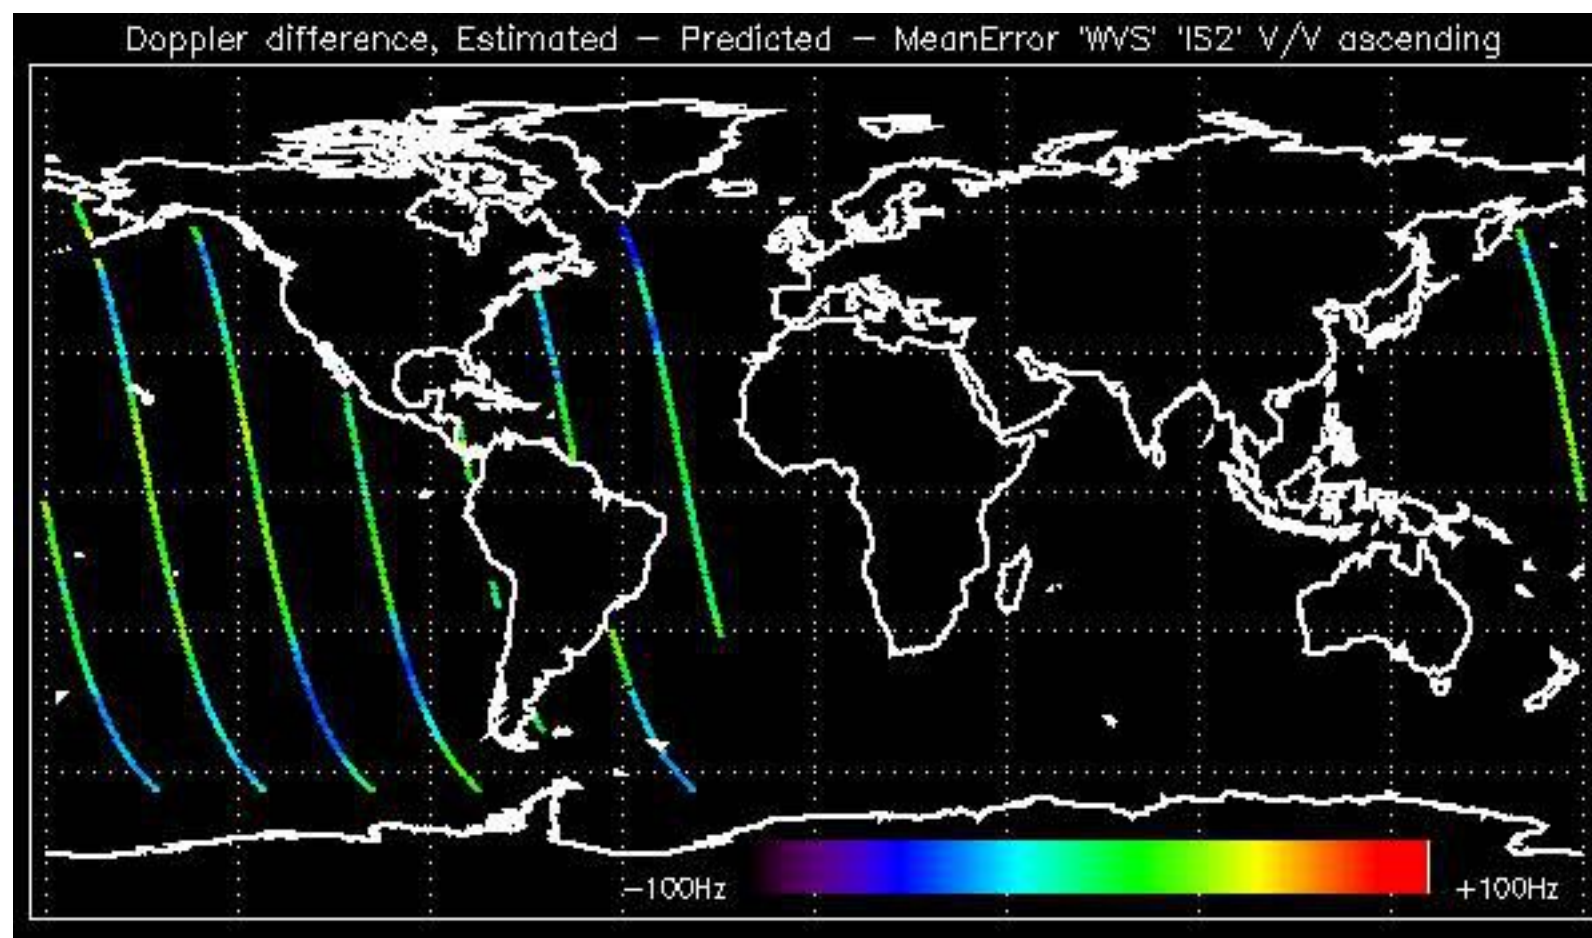 Doppler difference, Estimated – Predicted – MeanError 'WVS' 'IS2' V/V ascending
–100Hz +100Hz